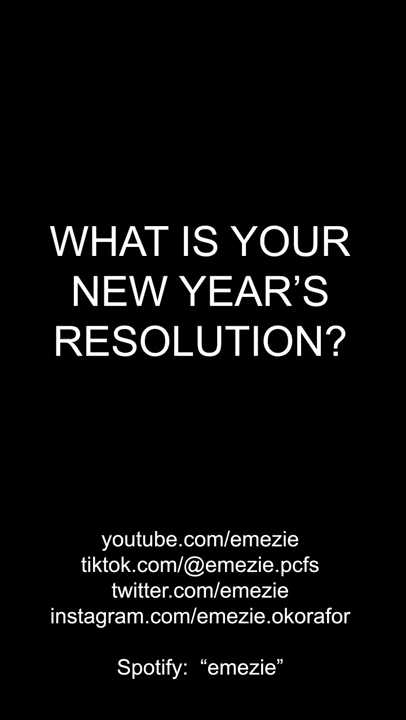 WHAT IS YOUR
NEW YEAR’S
RESOLUTION?
youtube.com/emezie
tiktok.com/@emezie.pcfs
twitter.com/emezie
instagram.com/emezie.okorafor
Spotify:  “emezie”